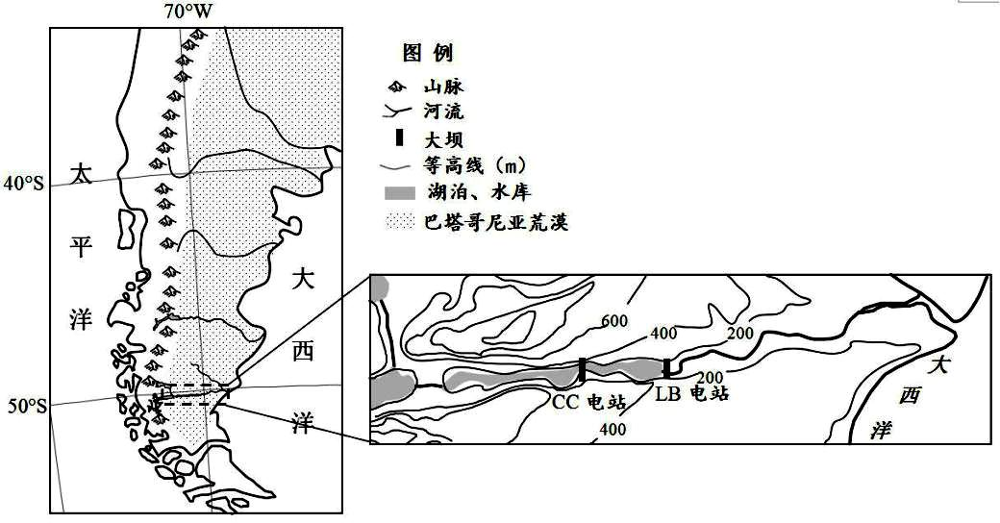 70°W
40°S
50°S
太
平
洋
大
西
洋
图 例
山脉
河流
大坝
等高线（m）
湖泊、水库
巴塔哥尼亚荒漠
600
400
200
200
CC 电站
LB 电站
400
大
西
洋